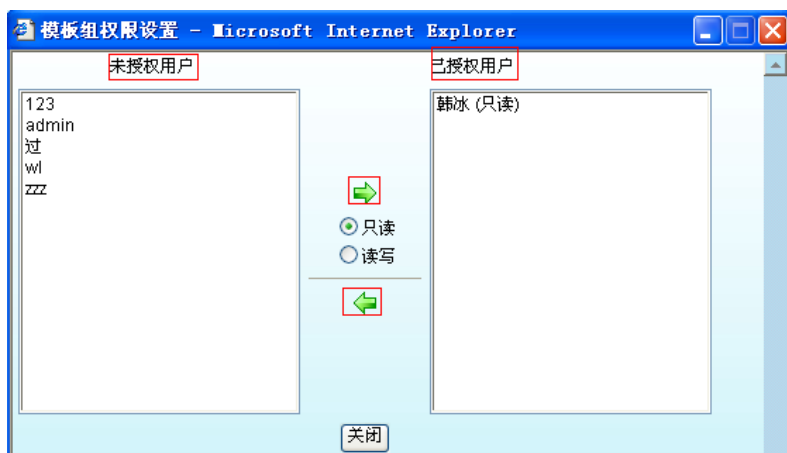 模板组权限设置 - Microsoft Internet Explorer
未授权用户
已授权用户
123
admin
过
wl
zzz
韩冰 (只读)
只读
读写
关闭